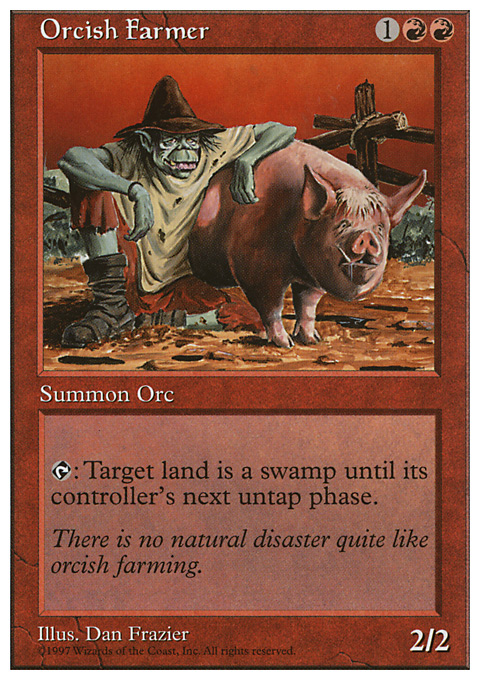 Orcish Farmer 1
Summon Orc
: Target land is a swamp until its
controller's next untap phase.
There is no natural disaster quite like
orcish farming.
Illus. Dan Frazier
©1997 Wizards of the Coast, Inc. All rights reserved.
2/2